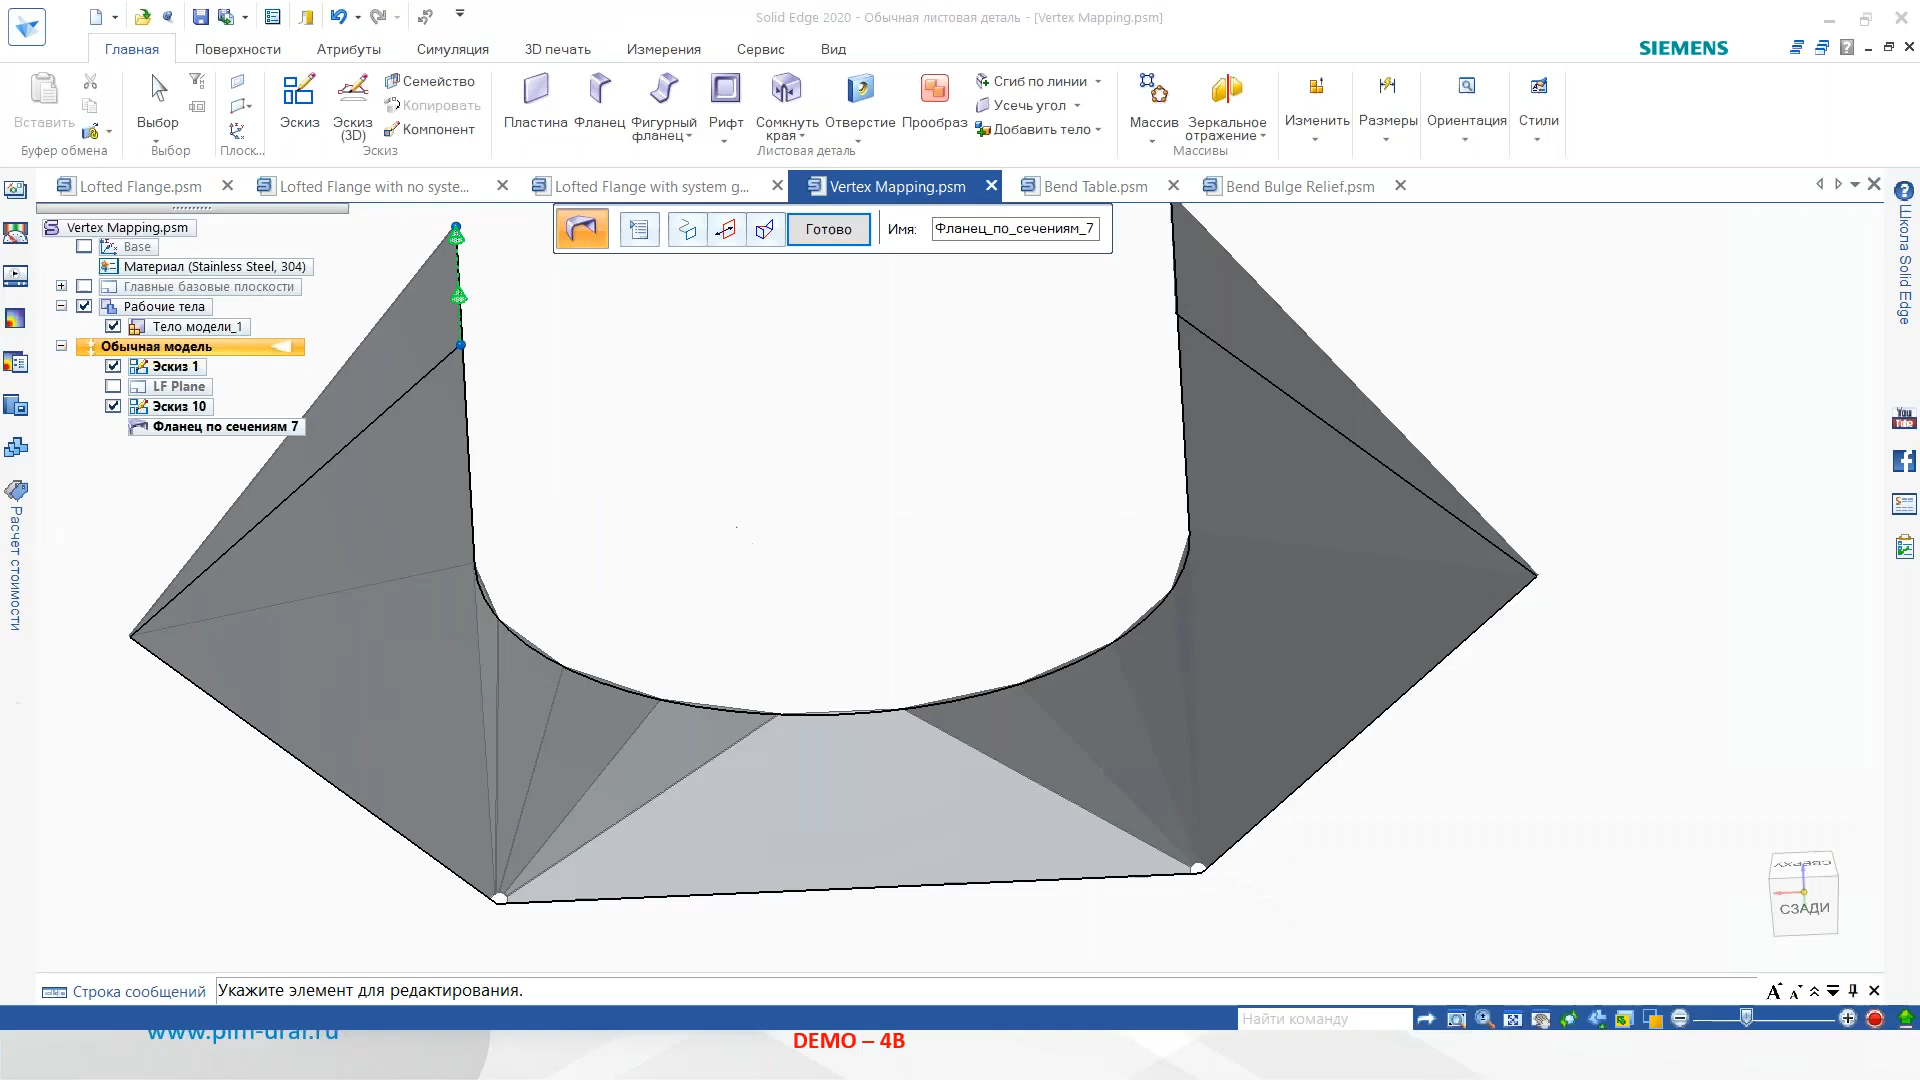 Solid Edge 2020 - Обычная листовая деталь - [Vertex Mapping.psm]
Главная
Поверхности
Атрибуты
Симуляция
3D печать
Измерения
Сервис
Вид
SIEMENS
Вставить
Буфер обмена
Выбор
Выбор
Плоск...
Эскиз
Эскиз (3D)
Семейство
Копировать
Компонент
Эскиз
Пластина
Фланец
Фигурный фланец
Рифт
Сомкнуть края
Отверстие
Прообраз
Сгиб по линии
Усечь угол
Добавить тело
Листовая деталь
Массив
Зеркальное отражение
Массивы
Изменить
Размеры
Ориентация
Стили
Lofted Flange.psm
Lofted Flange with no syste...
Lofted Flange with system g...
Vertex Mapping.psm
Bend Table.psm
Bend Bulge Relief.psm
Готово
Имя:
Фланец_по_сечениям_7
Vertex Mapping.psm
Base
Материал (Stainless Steel, 304)
Главные базовые плоскости
Рабочие тела
Тело модели_1
Обычная модель
Эскиз 1
LF Plane
Эскиз 10
Фланец по сечениям 7
Расчет стоимости
Школа Solid Edge
You
Tube
СВЕРХУ
СЗАДИ
Строка сообщений
Укажите элемент для редактирования.
Найти команду
www.plm-ural.ru
DEMO – 4B